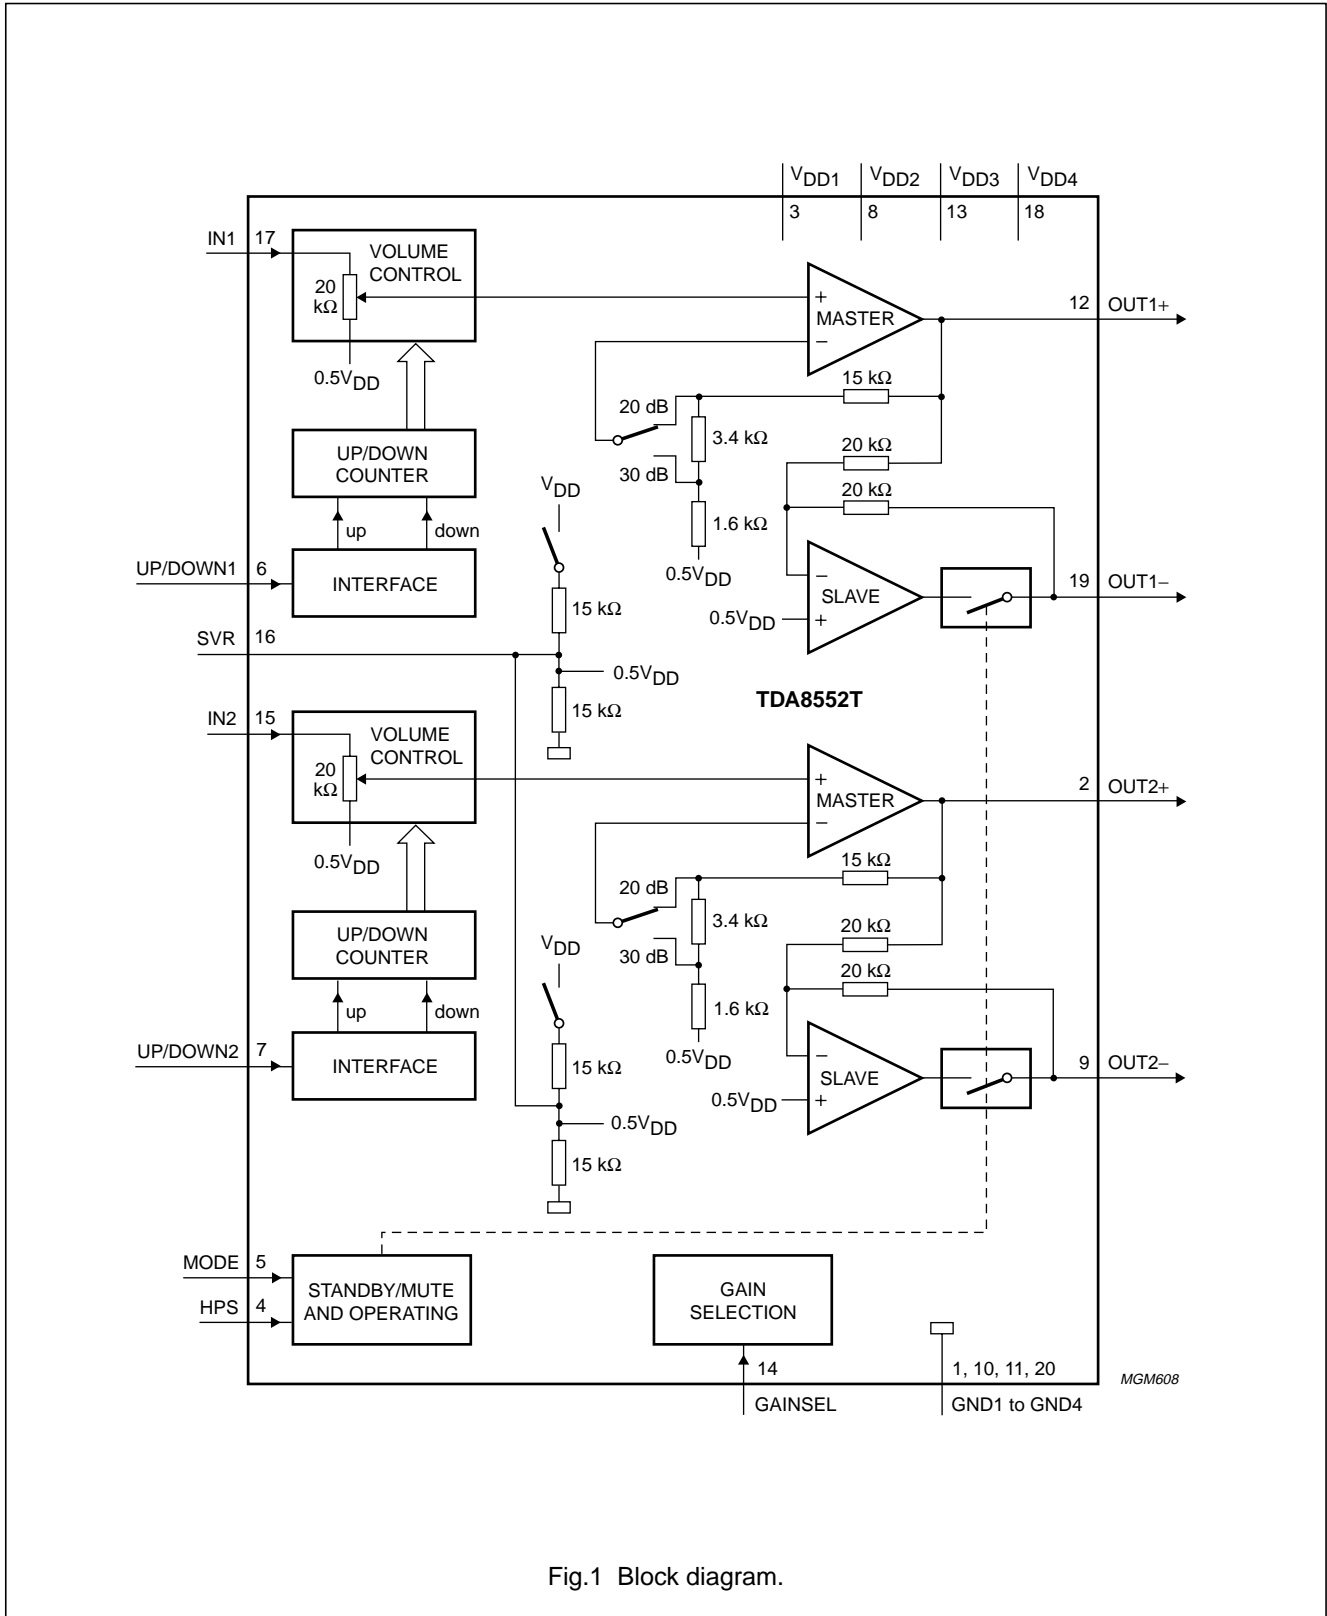 VDD1
VDD2
VDD3
VDD4
3
8
13
18
IN1
17
VOLUME
CONTROL
20
kΩ
0.5VDD
UP/DOWN
COUNTER
up
down
UP/DOWN1
6
INTERFACE
+
MASTER
−
12
OUT1+
15 kΩ
20 dB
3.4 kΩ
30 dB
20 kΩ
20 kΩ
1.6 kΩ
0.5VDD
−
SLAVE
0.5VDD
+
19
OUT1−
VDD
15 kΩ
SVR
16
0.5VDD
15 kΩ
TDA8552T
IN2
15
VOLUME
CONTROL
20
kΩ
0.5VDD
UP/DOWN
COUNTER
up
down
UP/DOWN2
7
INTERFACE
+
MASTER
−
2
OUT2+
15 kΩ
20 dB
3.4 kΩ
30 dB
20 kΩ
20 kΩ
1.6 kΩ
0.5VDD
−
SLAVE
0.5VDD
+
9
OUT2−
VDD
15 kΩ
0.5VDD
15 kΩ
MODE
5
HPS
4
STANDBY/MUTE
AND OPERATING
GAIN
SELECTION
14
GAINSEL
1, 10, 11, 20
GND1 to GND4
MGM608
Fig.1 Block diagram.